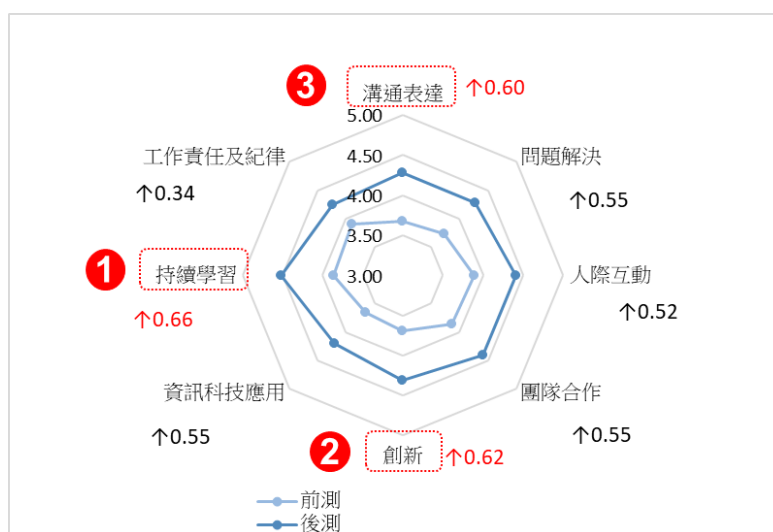 3
溝通表達
↑0.60
5.00
工作責任及紀律
4.50
問題解決
↑0.34
4.00
↑0.55
3.50
1
持續學習
3.00
人際互動
↑0.66
↑0.52
資訊科技應用
團隊合作
↑0.55
↑0.55
2
創新
↑0.62
前測
後測